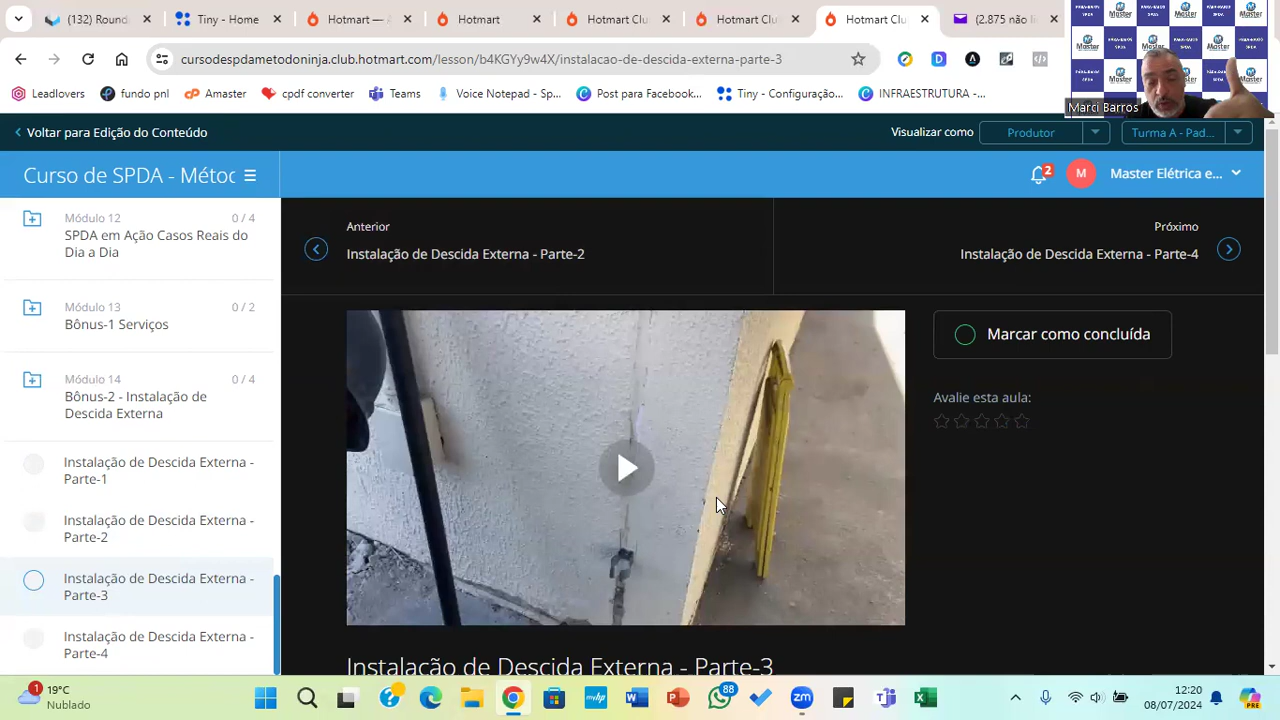 (132) Round
Tiny - Home
Hotmart —
Hotmart
Hotmart Clu
Hotmart Clu
Hotmart Clu
(2.875 não li
cursodespdametodoninja.club.hotmart.com/lesson/b4KGYy9w4X/instalacao-de-descida-externa-parte-3
Leadlovers
fundo pnl
Amaster
cpdf converter
Teams
Voice Maker - Sus...
Post para Facebook...
Tiny - Configuração...
INFRAESTRUTURA -...
Marci Barros
Voltar para Edição do Conteúdo
Visualizar como
Produtor
Turma A - Pad...
Curso de SPDA - Métoc
2
M
Master Elétrica e...
Módulo 12
0 / 4
SPDA em Ação Casos Reais do
Dia a Dia
Módulo 13
0 / 2
Bônus-1 Serviços
Módulo 14
0 / 4
Bônus-2 - Instalação de
Descida Externa
Instalação de Descida Externa -
Parte-1
Instalação de Descida Externa -
Parte-2
Instalação de Descida Externa -
Parte-3
Instalação de Descida Externa -
Parte-4
Anterior
Instalação de Descida Externa - Parte-2
Próximo
Instalação de Descida Externa - Parte-4
Marcar como concluída
Avalie esta aula:
Instalação de Descida Externa - Parte-3
1
19°C
Nublado
88
12:20
08/07/2024